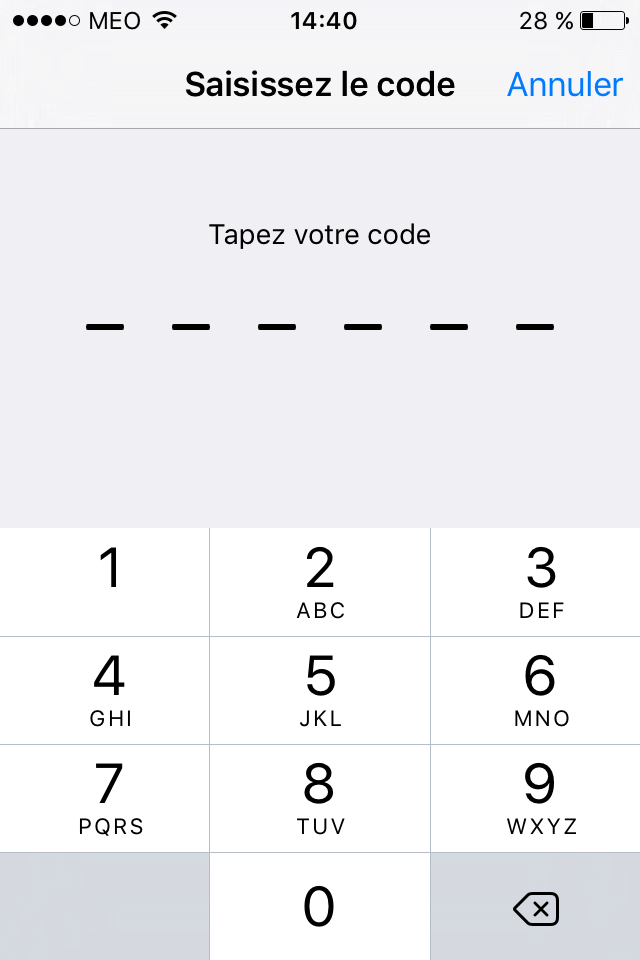 MEO 14:40 28 %
Saisissez le code Annuler
Tapez votre code
1 2 3
ABC DEF
4 5 6
GHI JKL MNO
7 8 9
PQRS TUV WXYZ
0